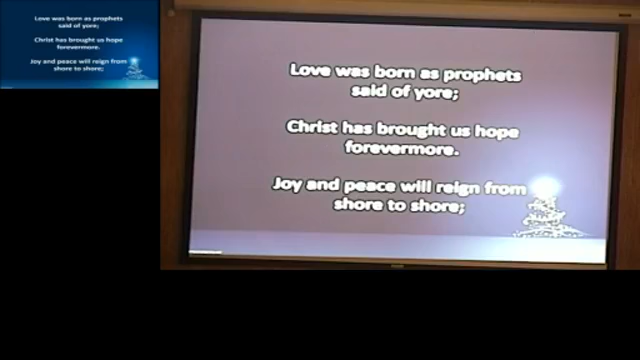 Love was born as prophets
said of yore;
Christ has brought us hope
forevermore.
Joy and peace will reign from
shore to shore;
Love was born as prophets
said of yore;
Christ has brought us hope
forevermore.
Joy and peace will reign from
shore to shore;